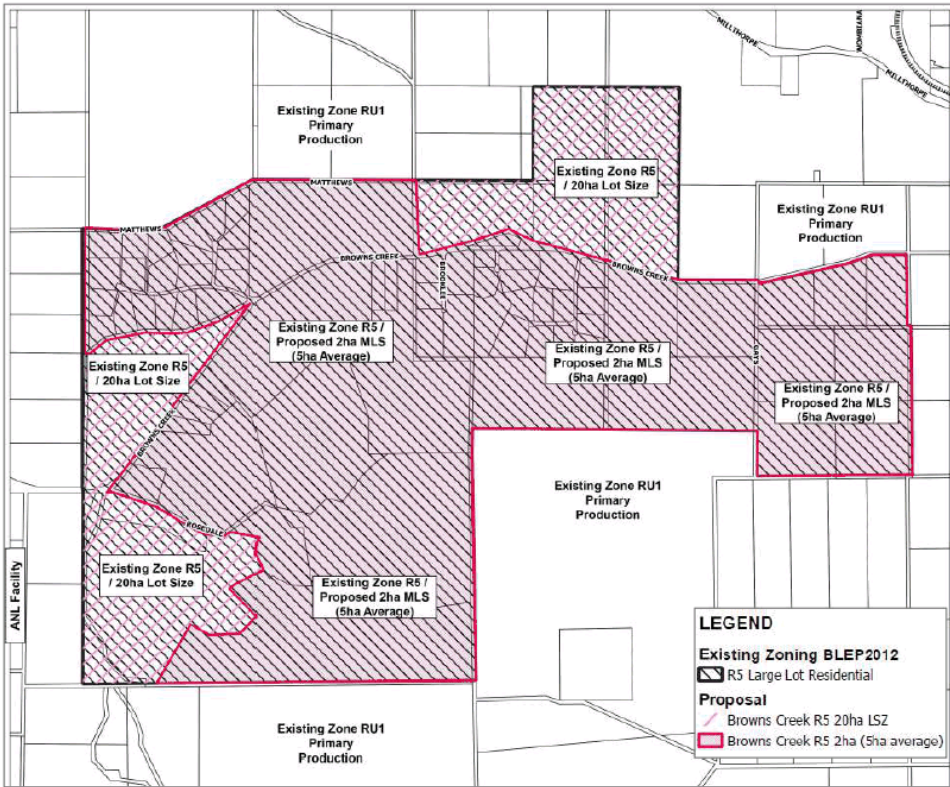 MILLTHORPE
NOMBIANA
MILLTHORPE
Existing Zone RU1
Primary
Production
Existing Zone R5
/ 20ha Lot Size
MATTHEWS
Existing Zone RU1
Primary
Production
MATTHEWS
BROWNS CREEK
BROOKLEE
BROWNS CREEK
Existing Zone R5 /
Proposed 2ha MLS
(5ha Average)
Existing Zone R5 /
Proposed 2ha MLS
(5ha Average)
Existing Zone R5
/ 20ha Lot Size
DAYS
Existing Zone R5 /
Proposed 2ha MLS
(5ha Average)
BROWNS CREEK
Existing Zone RU1
Primary
Production
ROSEDALE
Existing Zone R5
/ 20ha Lot Size
Existing Zone R5 /
Proposed 2ha MLS
(5ha Average)
ANL Facility
LEGEND
Existing Zoning BLEP2012
R5 Large Lot Residential
Proposal
Browns Creek R5 20ha LSZ
Browns Creek R5 2ha (5ha average)
Existing Zone RU1
Primary
Production